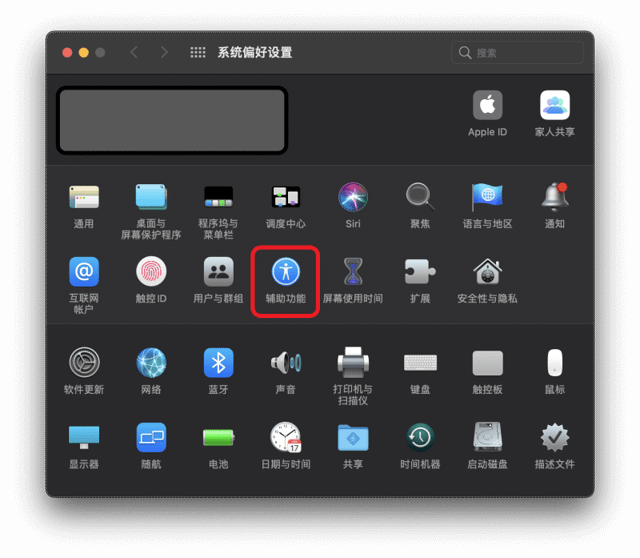 系统偏好设置
搜索
Apple ID
家人共享
通用
桌面与
屏幕保护程序
程序坞与
菜单栏
调度中心
Siri
聚焦
语言与地区
通知
互联网
帐户
触控 ID
用户与群组
辅助功能
屏幕使用时间
扩展
安全性与隐私
软件更新
网络
蓝牙
声音
打印机与
扫描仪
键盘
触控板
鼠标
显示器
随航
电池
17
日期与时间
共享
时间机器
启动磁盘
描述文件